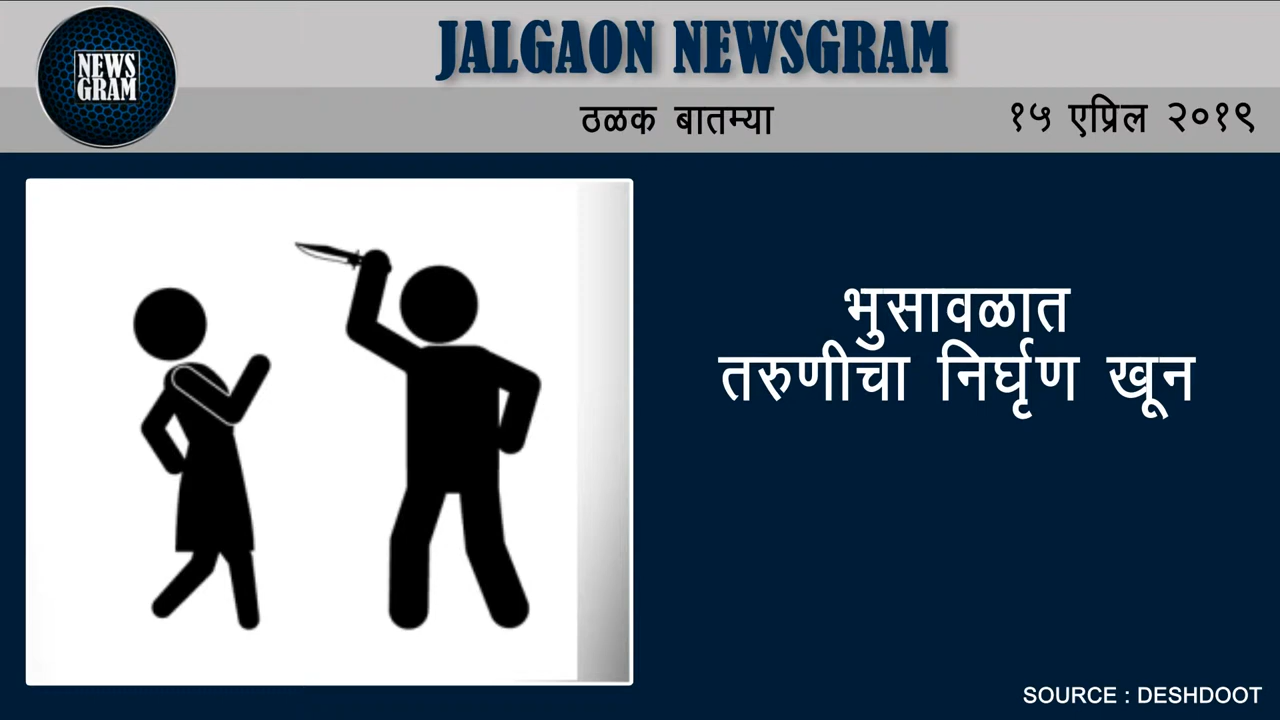 NEWS
GRAM
JALGAON NEWSGRAM
ठळक बातम्या
१५ एप्रिल २०१९
भुसावळात
तरुणीचा निर्घृण खून
SOURCE : DESHDOOT